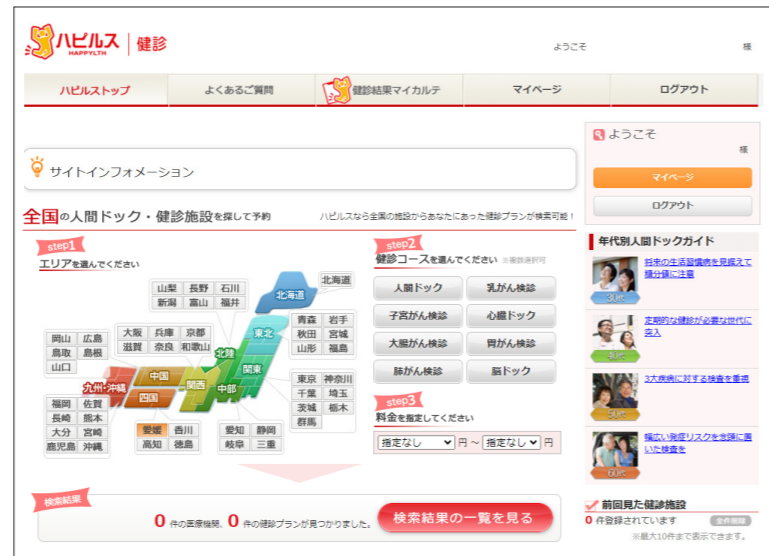 ハピルス 健診
HAPPYLTH
ようこそ 様
ハピルストップ よくあるご質問 健診結果マイカルテ マイページ ログアウト
ようこそ
様
マイページ
ログアウト
サイトインフォメーション
全国の人間ドック・健診施設を探して予約 ハピルスなら全国の施設からあなたにあった健診プランが検索可能！
step1
エリアを選んでください
北海道
北海道
山梨 長野 石川
新潟 富山 福井
青森 岩手
秋田 宮城
山形 福島
東北
大阪 兵庫 京都
滋賀 奈良 和歌山
北陸
岡山 広島
鳥取 島根
山口
関東
東京 神奈川
千葉 埼玉
茨城 栃木
群馬
中国
関西
中部
九州・沖縄
四国
福岡 佐賀
長崎 熊本
大分 宮崎
鹿児島 沖縄
愛媛 香川
高知 徳島
愛知 静岡
岐阜 三重
step2
健診コースを選んでください ※複数選択可
人間ドック 乳がん検診
子宮がん検診 心臓ドック
大腸がん検診 胃がん検診
肺がん検診 脳ドック
step3
料金を指定してください
指定なし 円 ～ 指定なし 円
検索結果
0 件の医療機関、0 件の健診プランが見つかりました。
検索結果の一覧を見る
年代別人間ドックガイド
将来の生活習慣病を見据えて
積分値に注意
30代
定期的な健診が必要な世代に
突入
40代
3大疾病に対する検査を重視
50代
幅広い発症リスクを念頭に置
いた検査を
60代
前回見た健診施設
0 件登録されています 全件削除
※最大10件まで表示できます。